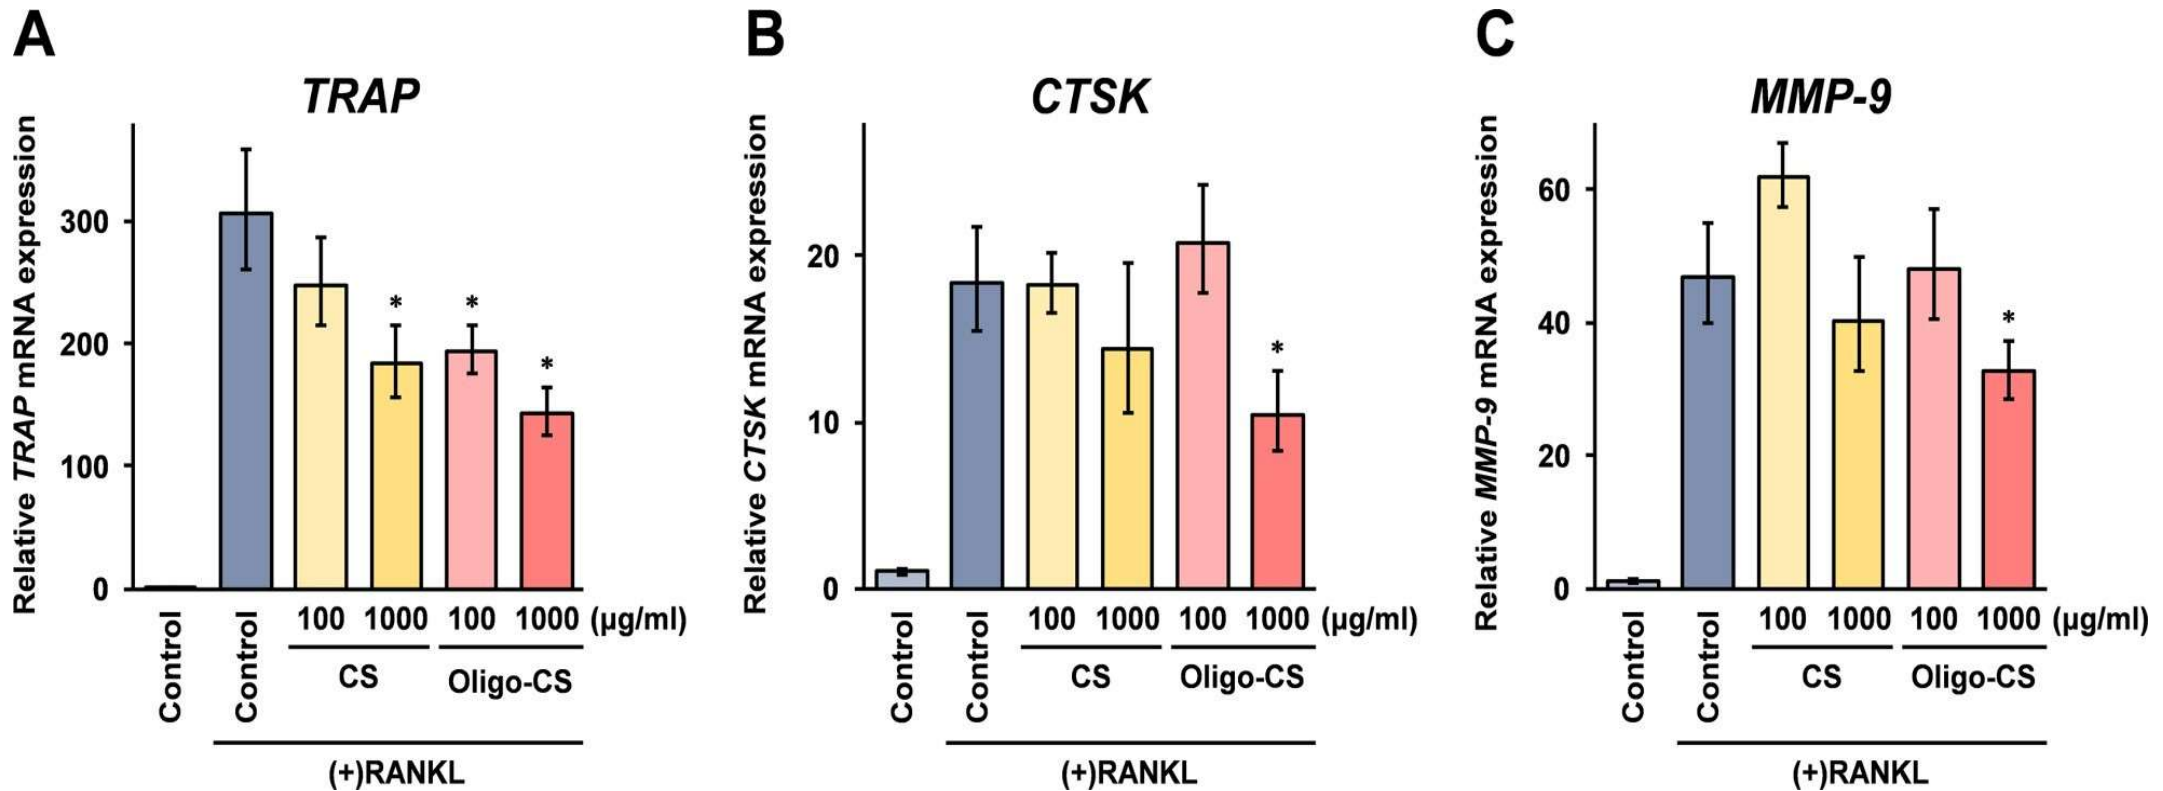 A
TRAP
Relative TRAP mRNA expression
300
200
100
0
*
*
*
Control
Control
100
1000
100
1000
(µg/ml)
CS
Oligo-CS
(+)RANKL
B
CTSK
Relative CTSK mRNA expression
20
10
0
*
Control
Control
100
1000
100
1000
(µg/ml)
CS
Oligo-CS
(+)RANKL
C
MMP-9
Relative MMP-9 mRNA expression
60
40
20
0
*
Control
Control
100
1000
100
1000
(µg/ml)
CS
Oligo-CS
(+)RANKL